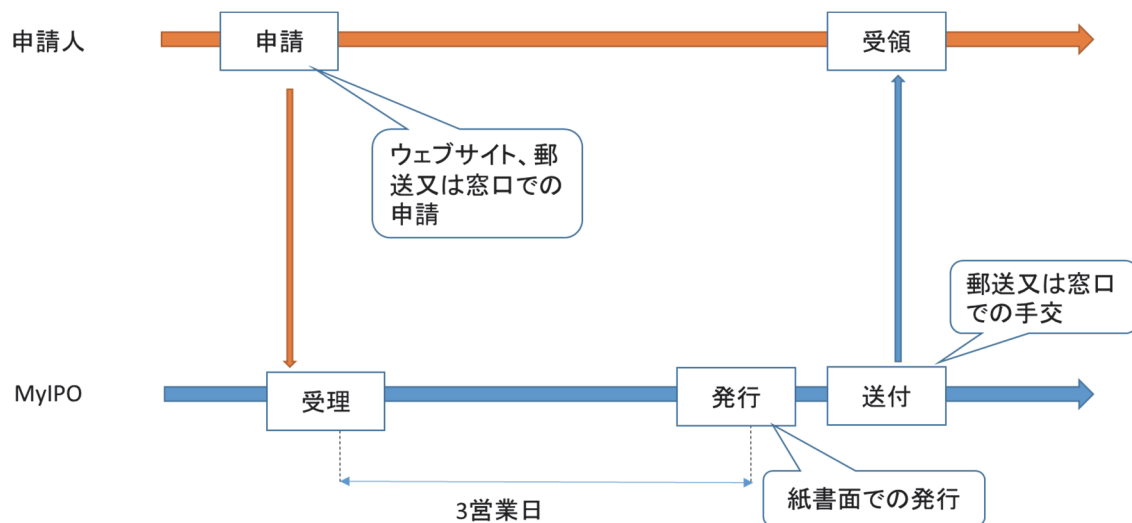 申請人
申請
受領
ウェブサイト、郵
送又は窓口での
申請
郵送又は窓口
での手交
MyIPO
受理
発行
送付
紙書面での発行
3営業日